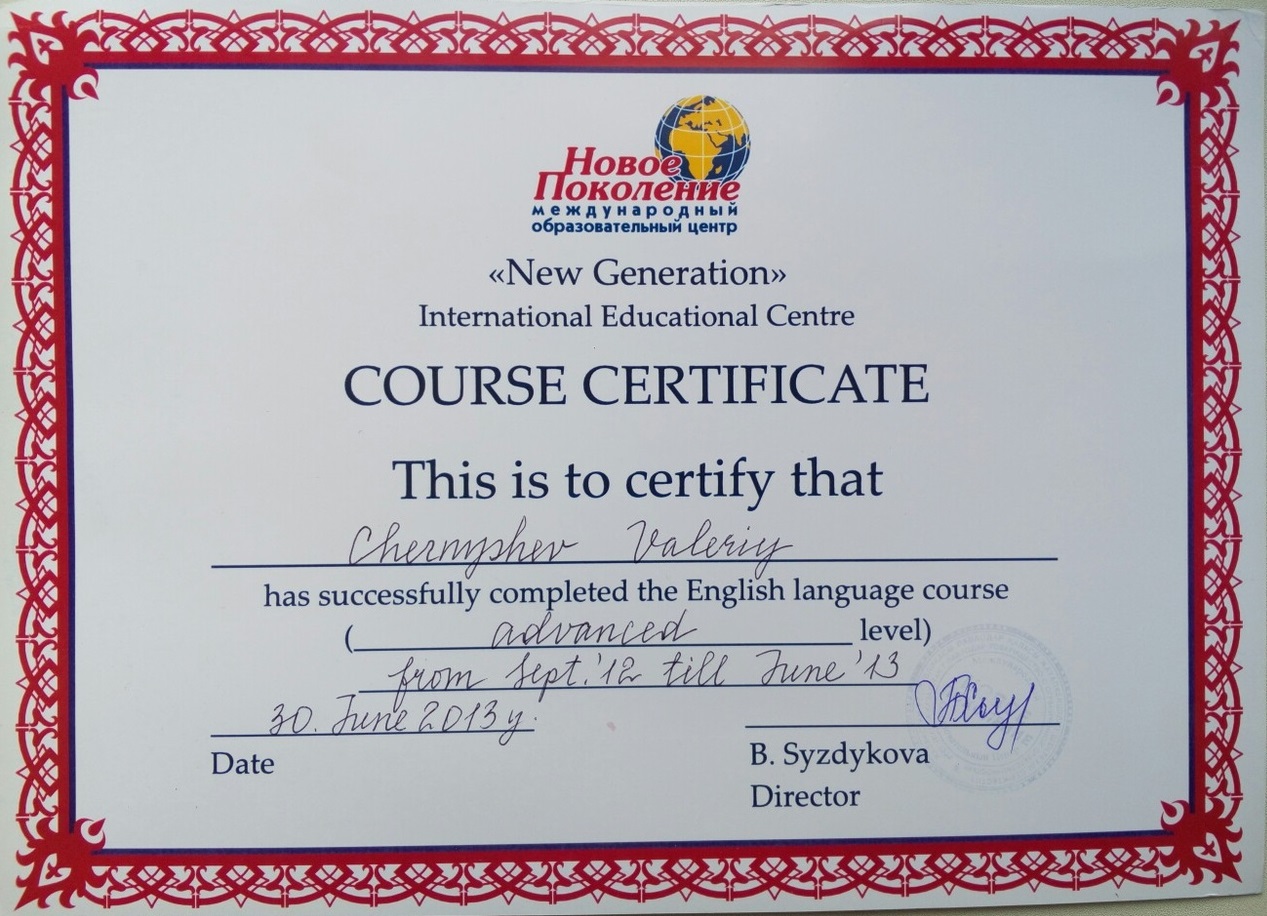 Новое
Поколение
международный
образовательный центр
«New Generation»
International Educational Centre
COURSE CERTIFICATE
This is to certify that
Chernyshev Valeriy
has successfully completed the English language course
(advanced level)
from Sept. '12 till June '13
30. June 2013 y.
Date
B. Syzdykova
Director